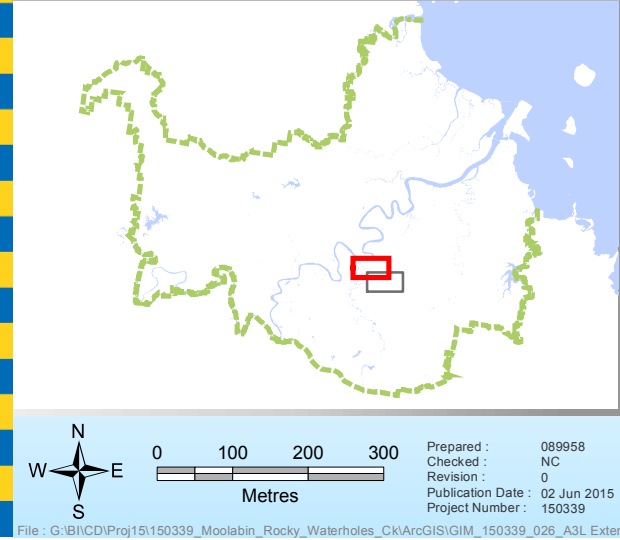 N
W E
S
0 100 200 300
Metres
Prepared : 089958
Checked : NC
Revision : 0
Publication Date : 02 Jun 2015
Project Number : 150339
File : G:\BI\CD\Proj15\150339_Moolabin_Rocky_Waterholes_Ck\ArcGIS\GIM_150339_026_A3L